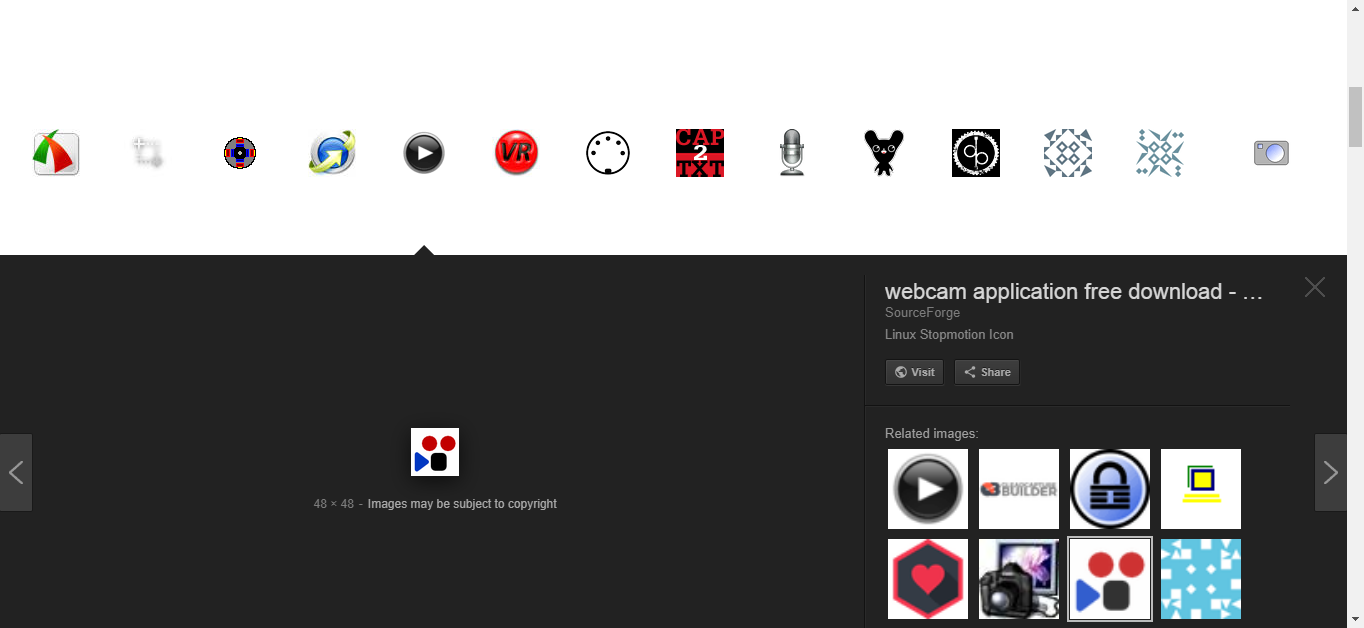 VR
CAP
2
TXT
webcam application free download - ...
SourceForge
Linux Stopmotion Icon
Visit
Share
Related images:
BUILDER
48 × 48 - Images may be subject to copyright